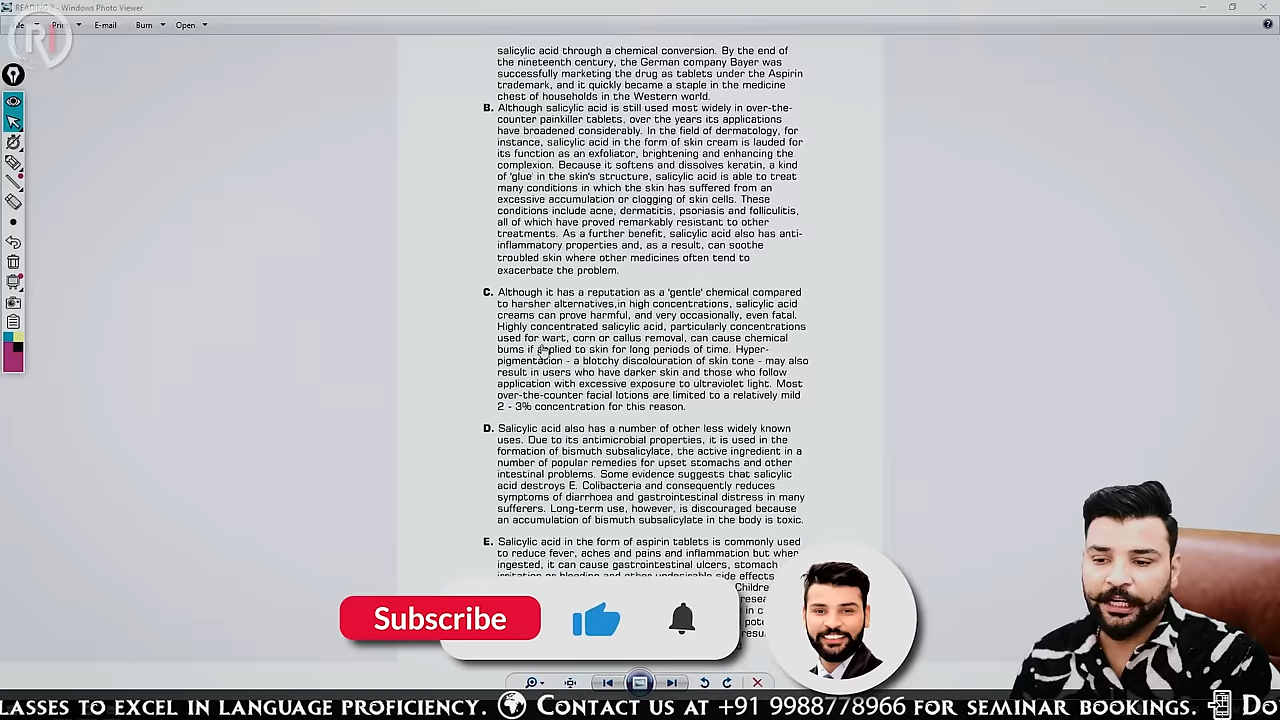 READING 2 - Windows Photo Viewer
Print E-mail Burn Open
salicylic acid through a chemical conversion. By the end of
the nineteenth century, the German company Bayer was
successfully marketing the drug as tablets under the Aspirin
trademark, and it quickly became a staple in the medicine
chest of households in the Western world.
B. Although salicylic acid is still used most widely in over-the-
counter painkiller tablets, over the years its applications
have broadened considerably. In the field of dermatology, for
instance, salicylic acid in the form of skin cream is lauded for
its function as an exfoliator, brightening and enhancing the
complexion. Because it softens and dissolves keratin, a kind
of 'glue' in the skin's structure, salicylic acid is able to treat
many conditions in which the skin has suffered from an
excessive accumulation or clogging of skin cells. These
conditions include acne, dermatitis, psoriasis and folliculitis,
all of which have proved remarkably resistant to other
treatments. As a further benefit, salicylic acid also has anti-
inflammatory properties and, as a result, can soothe
troubled skin where other medicines often tend to
exacerbate the problem.
C. Although it has a reputation as a 'gentle' chemical compared
to harsher alternatives,in high concentrations, salicylic acid
creams can prove harmful, and very occasionally, even fatal.
Highly concentrated salicylic acid, particularly concentrations
used for wart, corn or callus removal, can cause chemical
burns if applied to skin for long periods of time. Hyper-
pigmentation - a blotchy discolouration of skin tone - may also
result in users who have darker skin and those who follow
application with excessive exposure to ultraviolet light. Most
over-the-counter facial lotions are limited to a relatively mild
2 - 3% concentration for this reason.
D. Salicylic acid also has a number of other less widely known
uses. Due to its antimicrobial properties, it is used in the
formation of bismuth subsalicylate, the active ingredient in a
number of popular remedies for upset stomachs and other
intestinal problems. Some evidence suggests that salicylic
acid destroys E. Colibacteria and consequently reduces
symptoms of diarrhoea and gastrointestinal distress in many
sufferers. Long-term use, however, is discouraged because
an accumulation of bismuth subsalicylate in the body is toxic.
E. Salicylic acid in the form of aspirin tablets is commonly used
to reduce fever, aches and pains and inflammation but when
ingested, it can cause gastrointestinal ulcers, stomach
irritation or bleeding and other undesirable side effects
Subscribe
LASSES TO EXCEL IN LANGUAGE PROFICIENCY. CONTACT US AT +91 9988778966 FOR SEMINAR BOOKINGS. DO